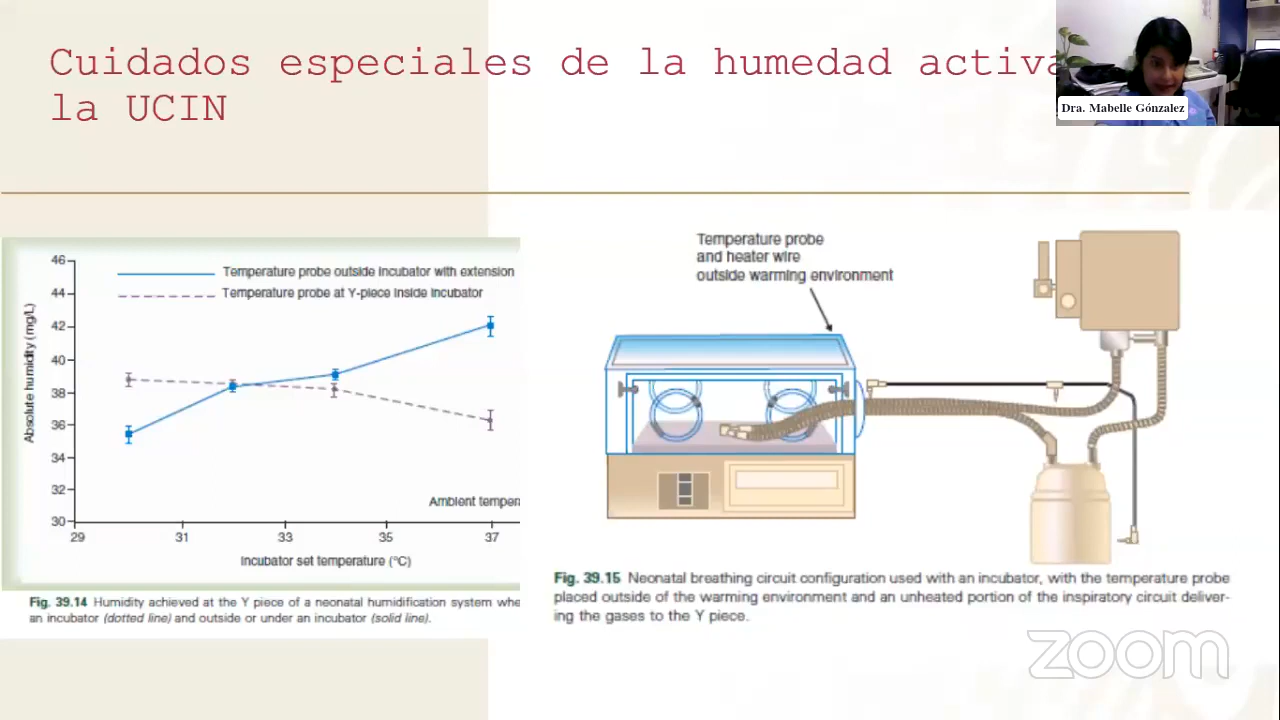 Cuidados especiales de la humedad activa
la UCIN
Dra. Mabelle Gónzalez
46
44
42
40
38
36
34
32
30
Absolute humidity (mg/L)
Temperature probe outside incubator with extension
Temperature probe at Y-piece inside incubator
Ambient temper
29
31
33
35
37
Incubator set temperature (°C)
Fig. 39.14 Humidity achieved at the Y piece of a neonatal humidification system whe
an incubator (dotted line) and outside or under an incubator (solid line).
Temperature probe
and heater wire
outside warming environment
Fig. 39.15 Neonatal breathing circuit configuration used with an incubator, with the temperature probe
placed outside of the warming environment and an unheated portion of the inspiratory circuit deliver-
ing the gases to the Y piece.
zoom